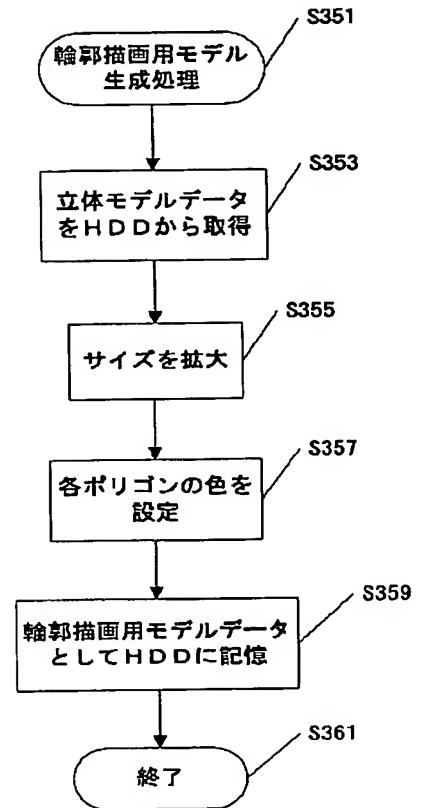 S351
輪郭描画用モデル
生成処理
S353
立体モデルデータ
をHDDから取得
S355
サイズを拡大
S357
各ポリゴンの色を
設定
S359
輪郭描画用モデルデータ
としてHDDに記憶
S361
終了